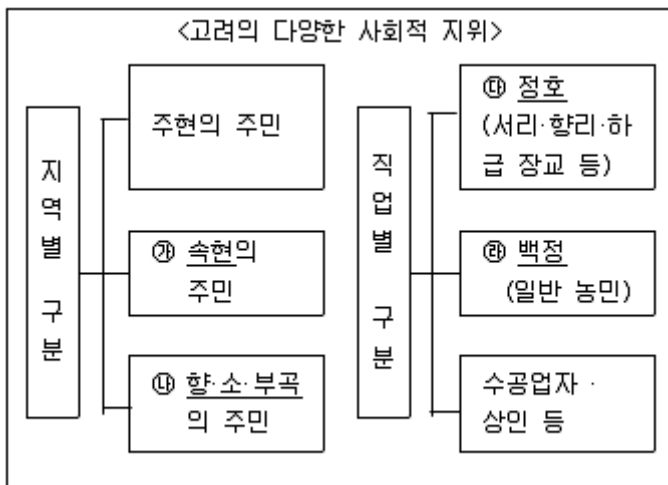 <고려의 다양한 사회적 지위>
지역별 구분
주현의 주민
㉮ 속현의
주민
㉯ 향·소·부곡
의 주민
직업별 구분
㉰ 정호
(서리·향리·하
급 장교 등)
㉱ 백정
(일반 농민)
수공업자·
상인 등